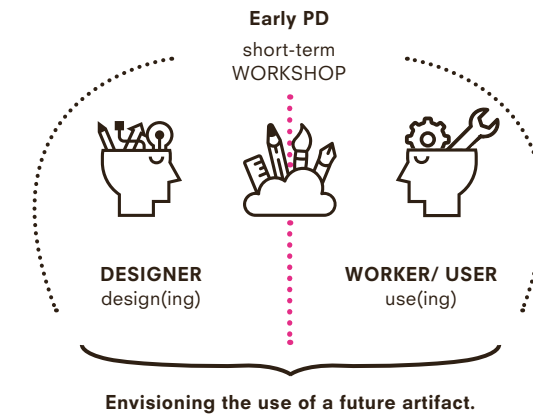 Early PD
short-term
WORKSHOP
DESIGNER
design(ing)
WORKER/ USER
use(ing)
Envisioning the use of a future artifact.